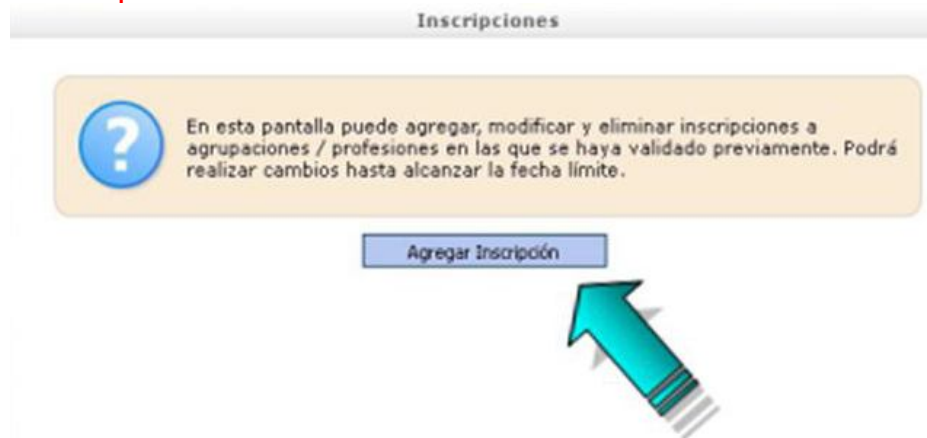 Inscripciones
En esta pantalla puede agregar, modificar y eliminar inscripciones a
agrupaciones / profesiones en las que se haya validado previamente. Podrá
realizar cambios hasta alcanzar la fecha límite.
Agregar Inscripción